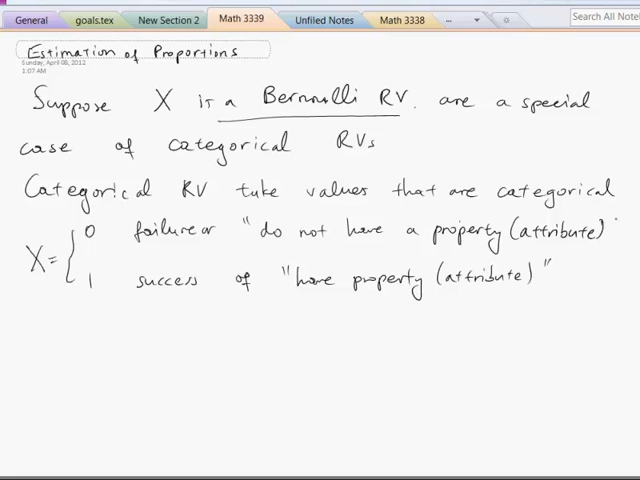 General goals.tex New Section 2 Math 3339 Unfiled Notes Math 3338 ... Search All Note
Estimation of Proportions
Sunday, April 08, 2012
1:07 AM
Suppose X is a Bernoulli RV. are a special
case of categorical RVs
Categorical RV take values that are categorical
X = { 0 failure or "do not have a property (attribute)"
1 success of "have property (attribute)"